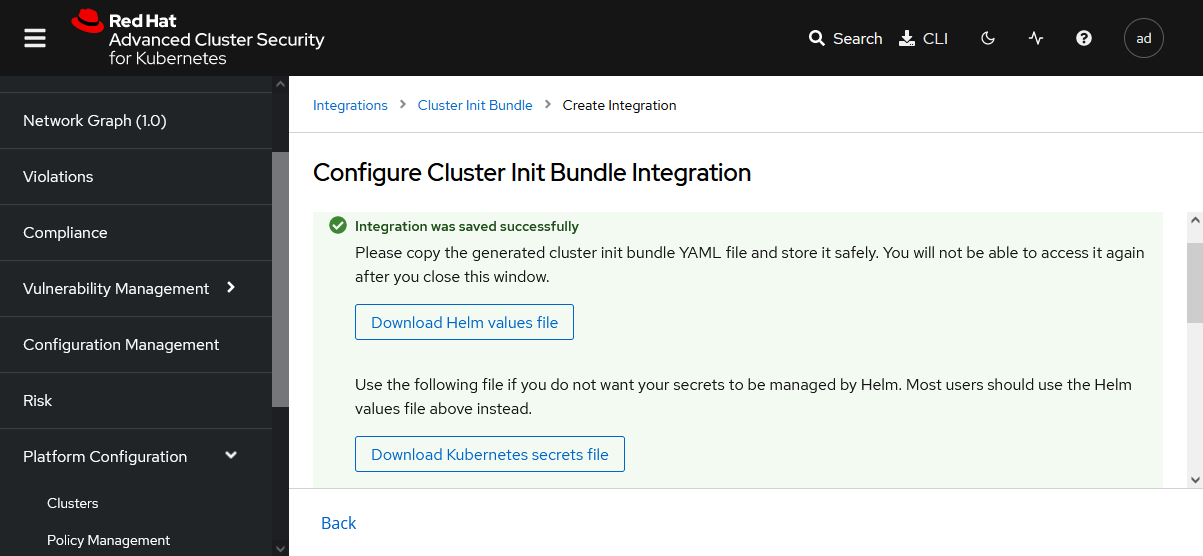 Red Hat
Advanced Cluster Security
for Kubernetes
Search
CLI
ad
Network Graph (1.0)
Violations
Compliance
Vulnerability Management
Configuration Management
Risk
Platform Configuration
Clusters
Policy Management
Integrations > Cluster Init Bundle > Create Integration
Configure Cluster Init Bundle Integration
Integration was saved successfully
Please copy the generated cluster init bundle YAML file and store it safely. You will not be able to access it again
after you close this window.
Download Helm values file
Use the following file if you do not want your secrets to be managed by Helm. Most users should use the Helm
values file above instead.
Download Kubernetes secrets file
Back